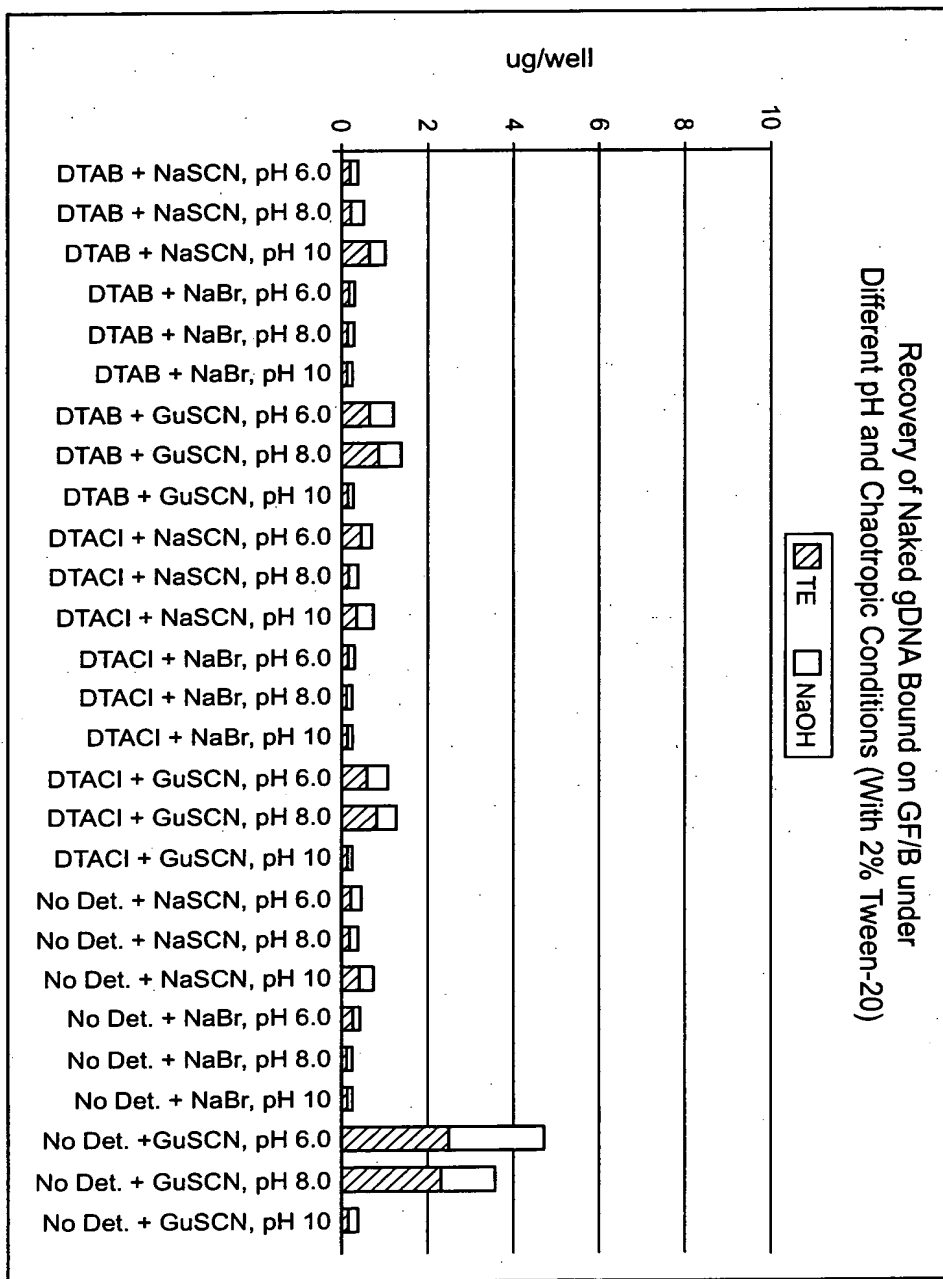 Recovery of Naked gDNA Bound on GF/B under
Different pH and Chaotropic Conditions (With 2% Tween-20)
TE NaOH
ug/well
10
8
6
4
2
0
DTAB + NaSCN, pH 6.0
DTAB + NaSCN, pH 8.0
DTAB + NaSCN, pH 10
DTAB + NaBr, pH 6.0
DTAB + NaBr, pH 8.0
DTAB + NaBr, pH 10
DTAB + GuSCN, pH 6.0
DTAB + GuSCN, pH 8.0
DTAB + GuSCN, pH 10
DTACl + NaSCN, pH 6.0
DTACl + NaSCN, pH 8.0
DTACl + NaSCN, pH 10
DTACl + NaBr, pH 6.0
DTACl + NaBr, pH 8.0
DTACl + NaBr, pH 10
DTACl + GuSCN, pH 6.0
DTACl + GuSCN, pH 8.0
DTACl + GuSCN, pH 10
No Det. + NaSCN, pH 6.0
No Det. + NaSCN, pH 8.0
No Det. + NaSCN, pH 10
No Det. + NaBr, pH 6.0
No Det. + NaBr, pH 8.0
No Det. + NaBr, pH 10
No Det. +GuSCN, pH 6.0
No Det. + GuSCN, pH 8.0
No Det. + GuSCN, pH 10